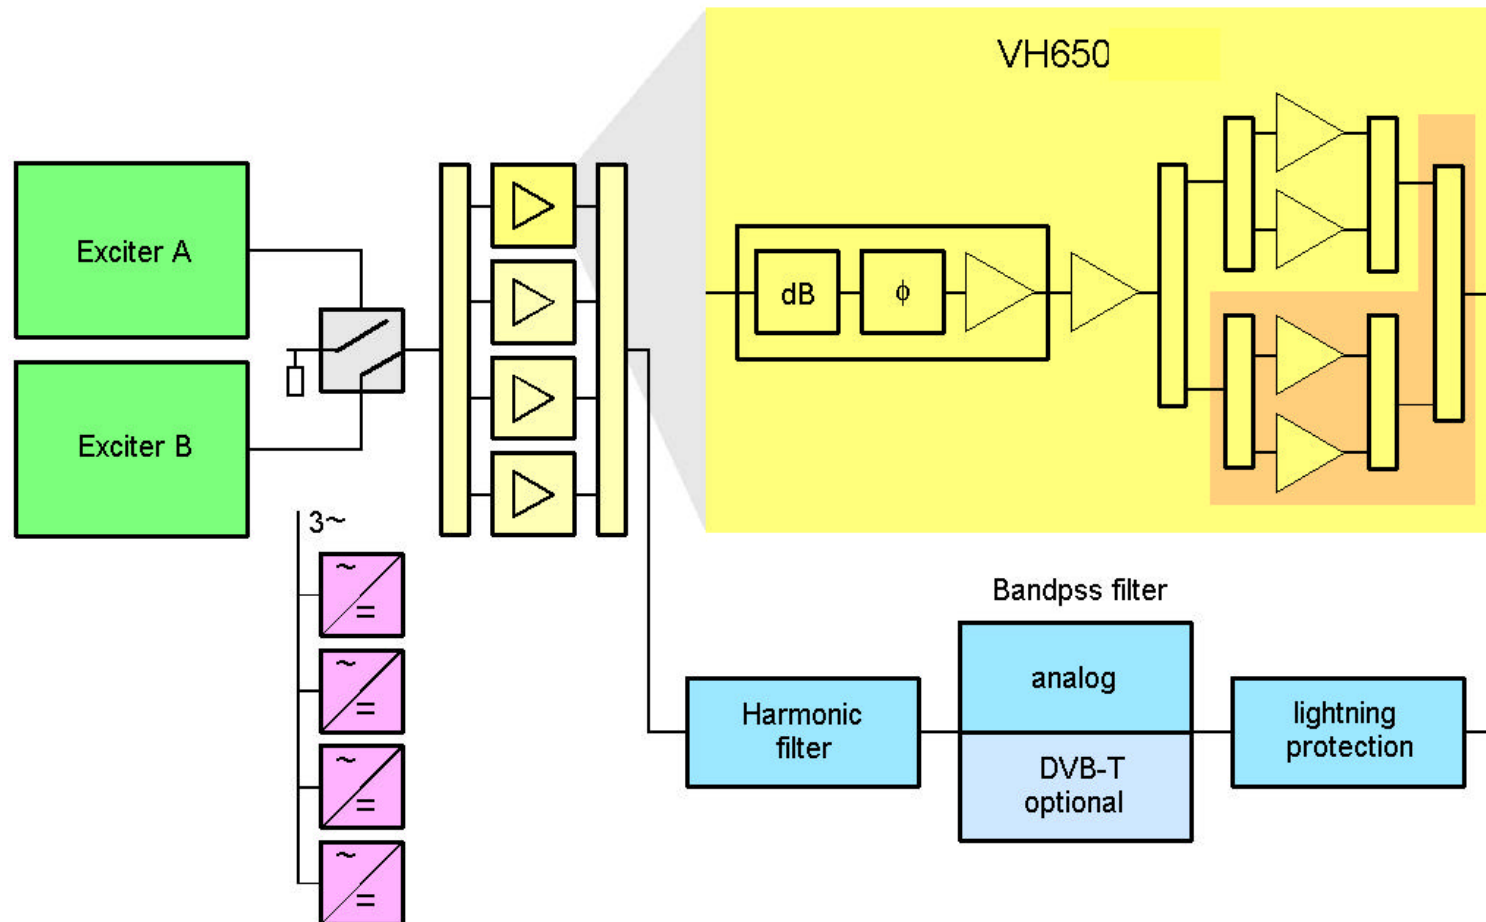 VH650
Exciter A
Exciter B
dB
ϕ
3~
~
=
~
=
~
=
~
=
Bandpss filter
Harmonic
filter
analog
DVB-T
optional
lightning
protection